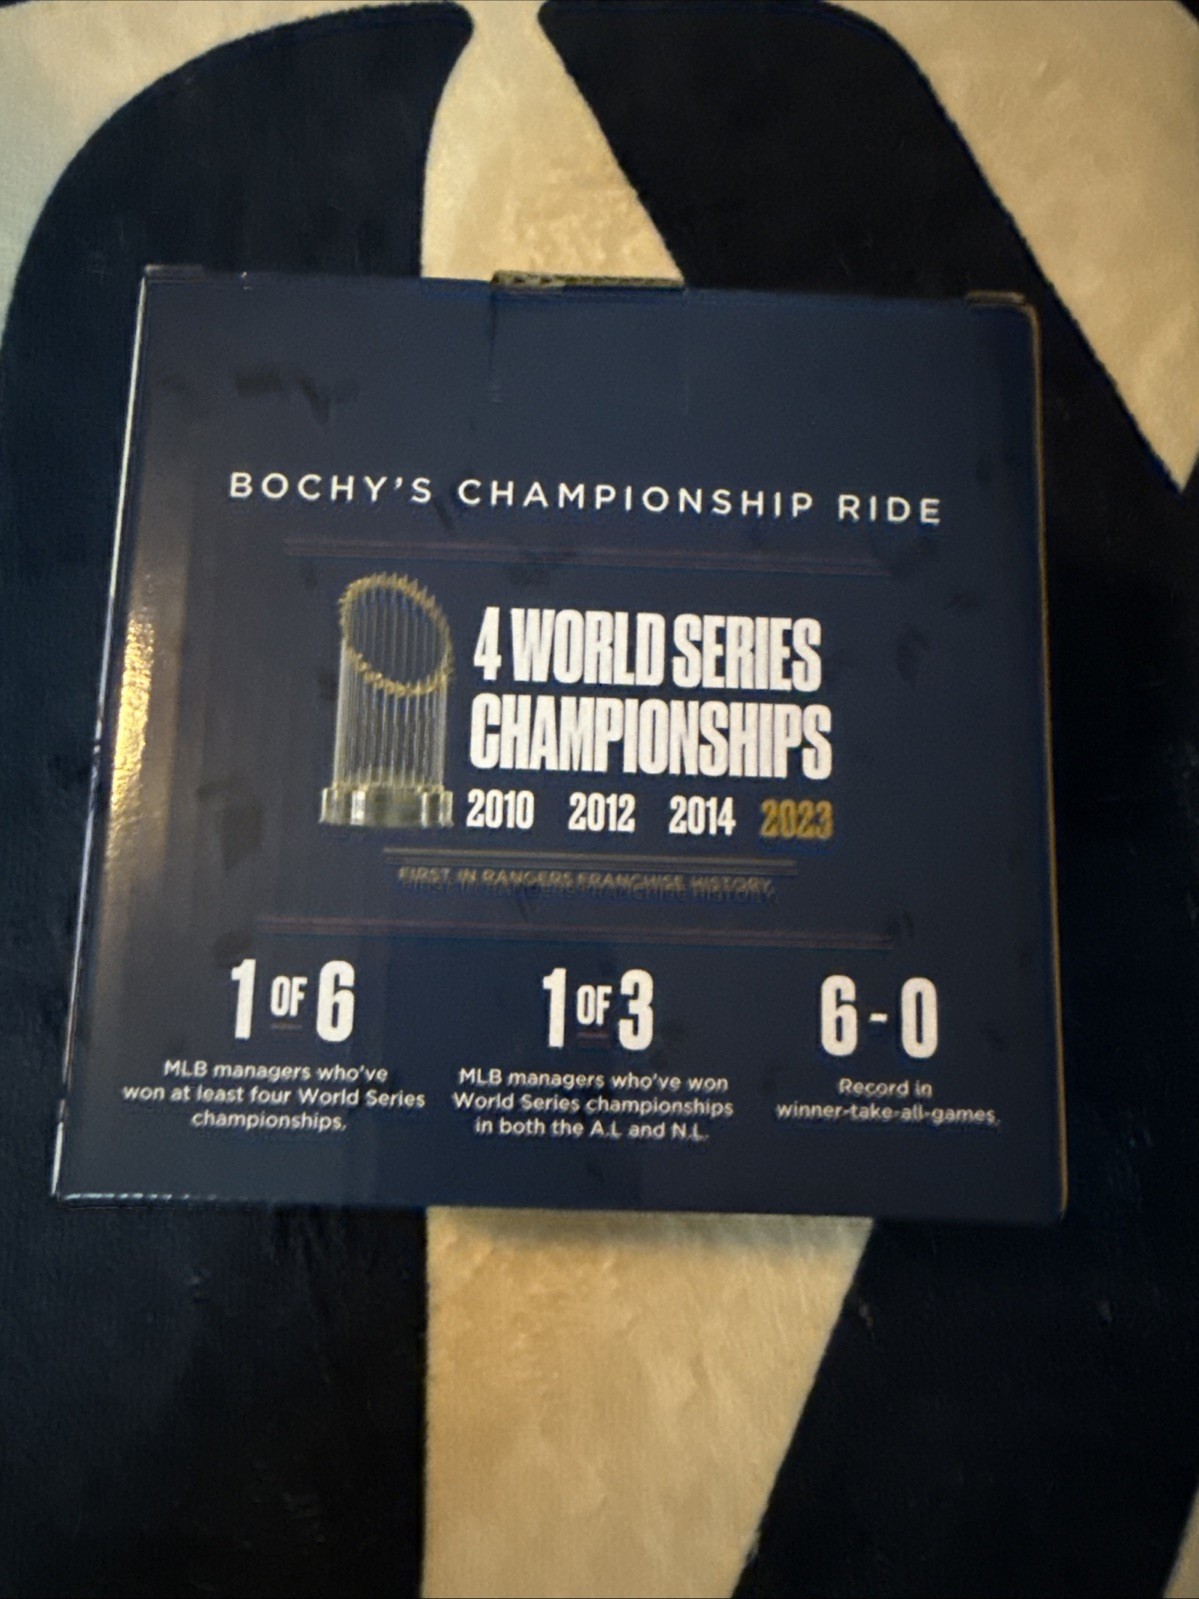 BOCHY'S CHAMPIONSHIP RIDE
4 WORLD SERIES
CHAMPIONSHIPS
2010 2012 2014 2023
FIRST IN RANGERS FRANCHISE HISTORY.
1 OF 6
MLB managers who've
won at least four World Series
championships.
1 OF 3
MLB managers who've won
World Series championships
in both the A.L and N.L.
6-0
Record in
winner-take-all-games.